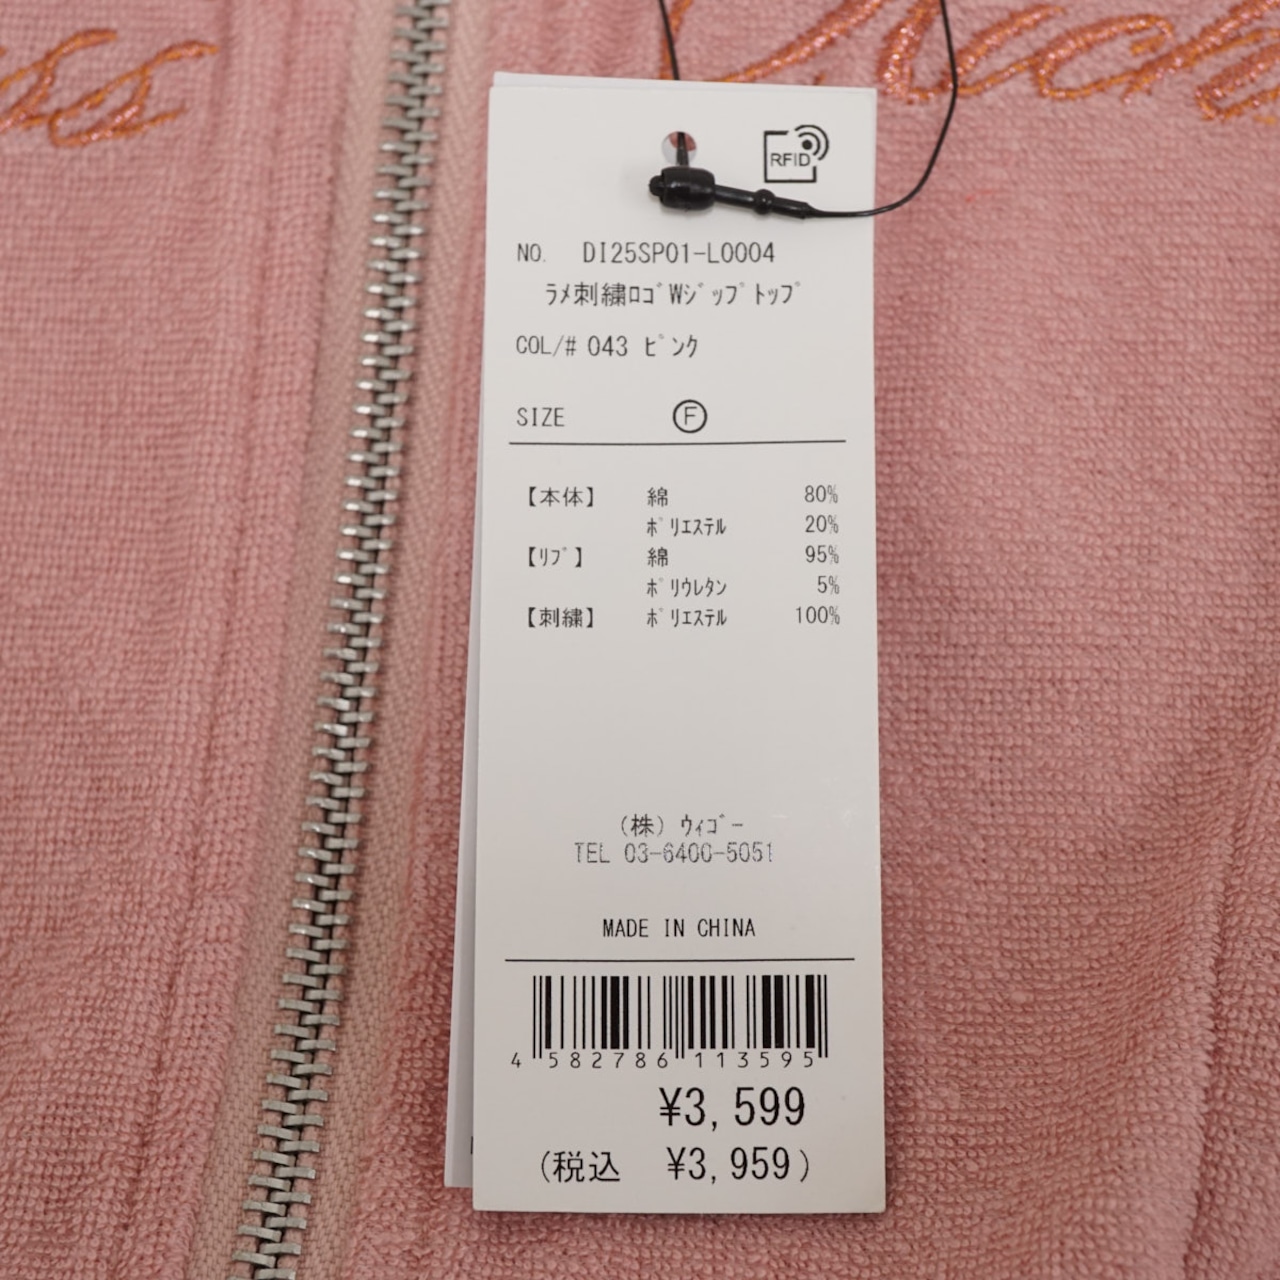 ss
Rich
RFID
NO. DI25SP01-L0004
ﾗﾒ刺繍ﾛｺﾞWｼﾞｯﾌﾟﾄｯﾌﾟ
COL/# 043 ﾋﾟﾝｸ
SIZE Ⓕ
【本体】 綿 80%
ﾎﾟﾘｴｽﾃﾙ 20%
【ﾘﾌﾞ】 綿 95%
ﾎﾟﾘｳﾚﾀﾝ 5%
【刺繍】 ﾎﾟﾘｴｽﾃﾙ 100%
(株) ｳｨｺﾞｰ
TEL 03-6400-5051
MADE IN CHINA
4 582786 113595
¥3,599
(税込 ¥3,959)